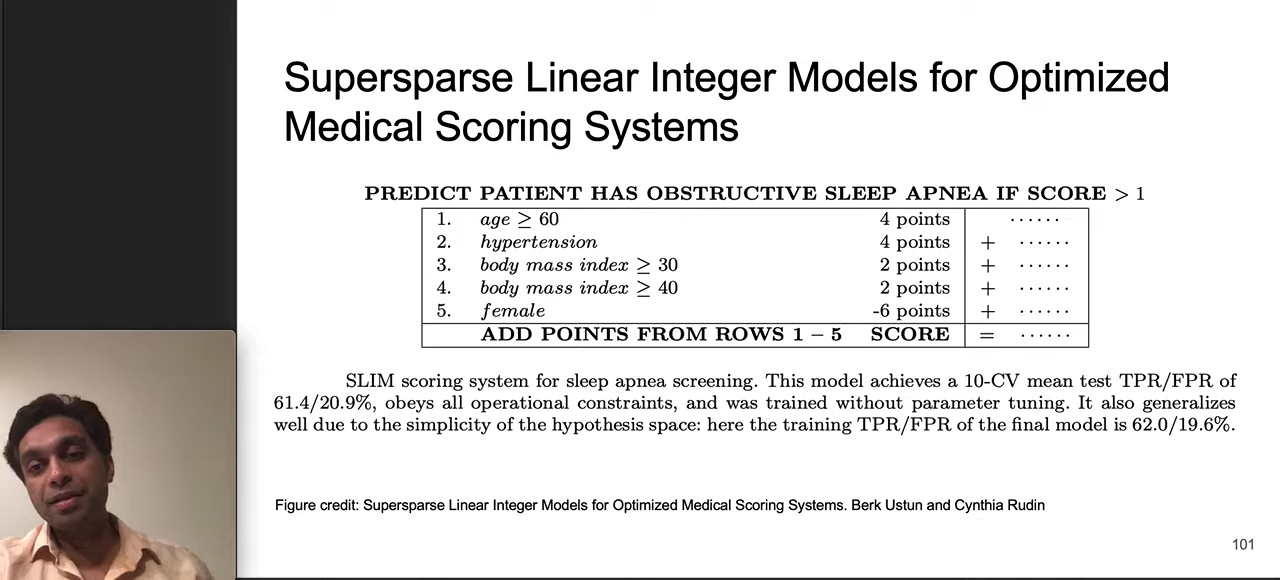 Supersparse Linear Integer Models for Optimized
Medical Scoring Systems
PREDICT PATIENT HAS OBSTRUCTIVE SLEEP APNEA IF SCORE > 1
1. age ≥ 60 4 points ······
2. hypertension 4 points + ······
3. body mass index ≥ 30 2 points + ······
4. body mass index ≥ 40 2 points + ······
5. female -6 points + ······
ADD POINTS FROM ROWS 1 – 5 SCORE = ······
SLIM scoring system for sleep apnea screening. This model achieves a 10-CV mean test TPR/FPR of
61.4/20.9%, obeys all operational constraints, and was trained without parameter tuning. It also generalizes
well due to the simplicity of the hypothesis space: here the training TPR/FPR of the final model is 62.0/19.6%.
Figure credit: Supersparse Linear Integer Models for Optimized Medical Scoring Systems. Berk Ustun and Cynthia Rudin
101